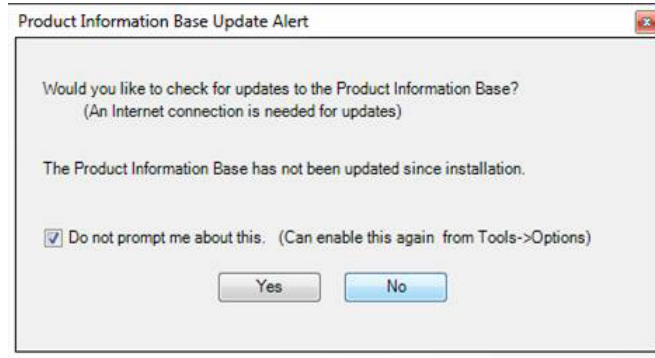 Product Information Base Update Alert
Would you like to check for updates to the Product Information Base?
(An Internet connection is needed for updates)
The Product Information Base has not been updated since installation.
Do not prompt me about this. (Can enable this again from Tools->Options)
Yes No